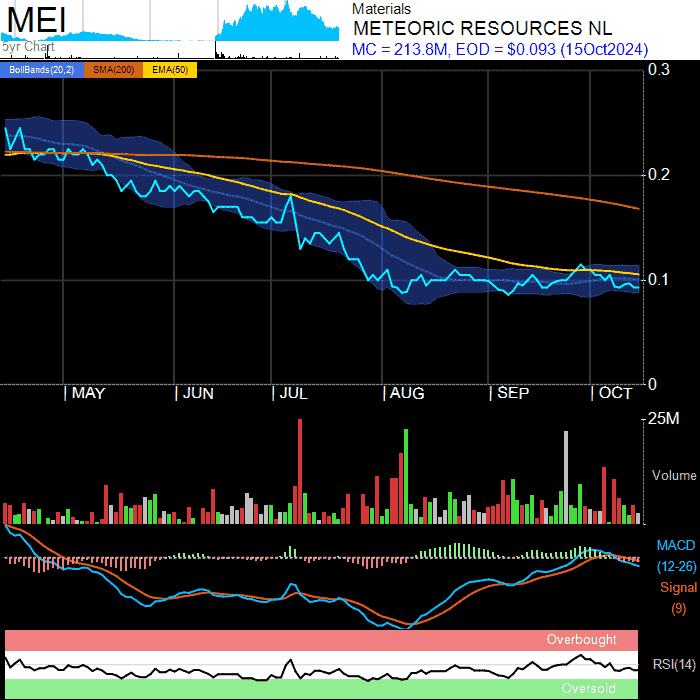 MEI
Materials
METEORIC RESOURCES NL
MC = 213.8M, EOD = $0.093 (15Oct2024)
5yr Chart
BollBands(20,2) SMA(200) EMA(50)
0.3
0.2
0.1
0
MAY JUN JUL AUG SEP OCT
25M
Volume
MACD
(12-26)
Signal
(9)
Overbought
RSI(14)
Oversold